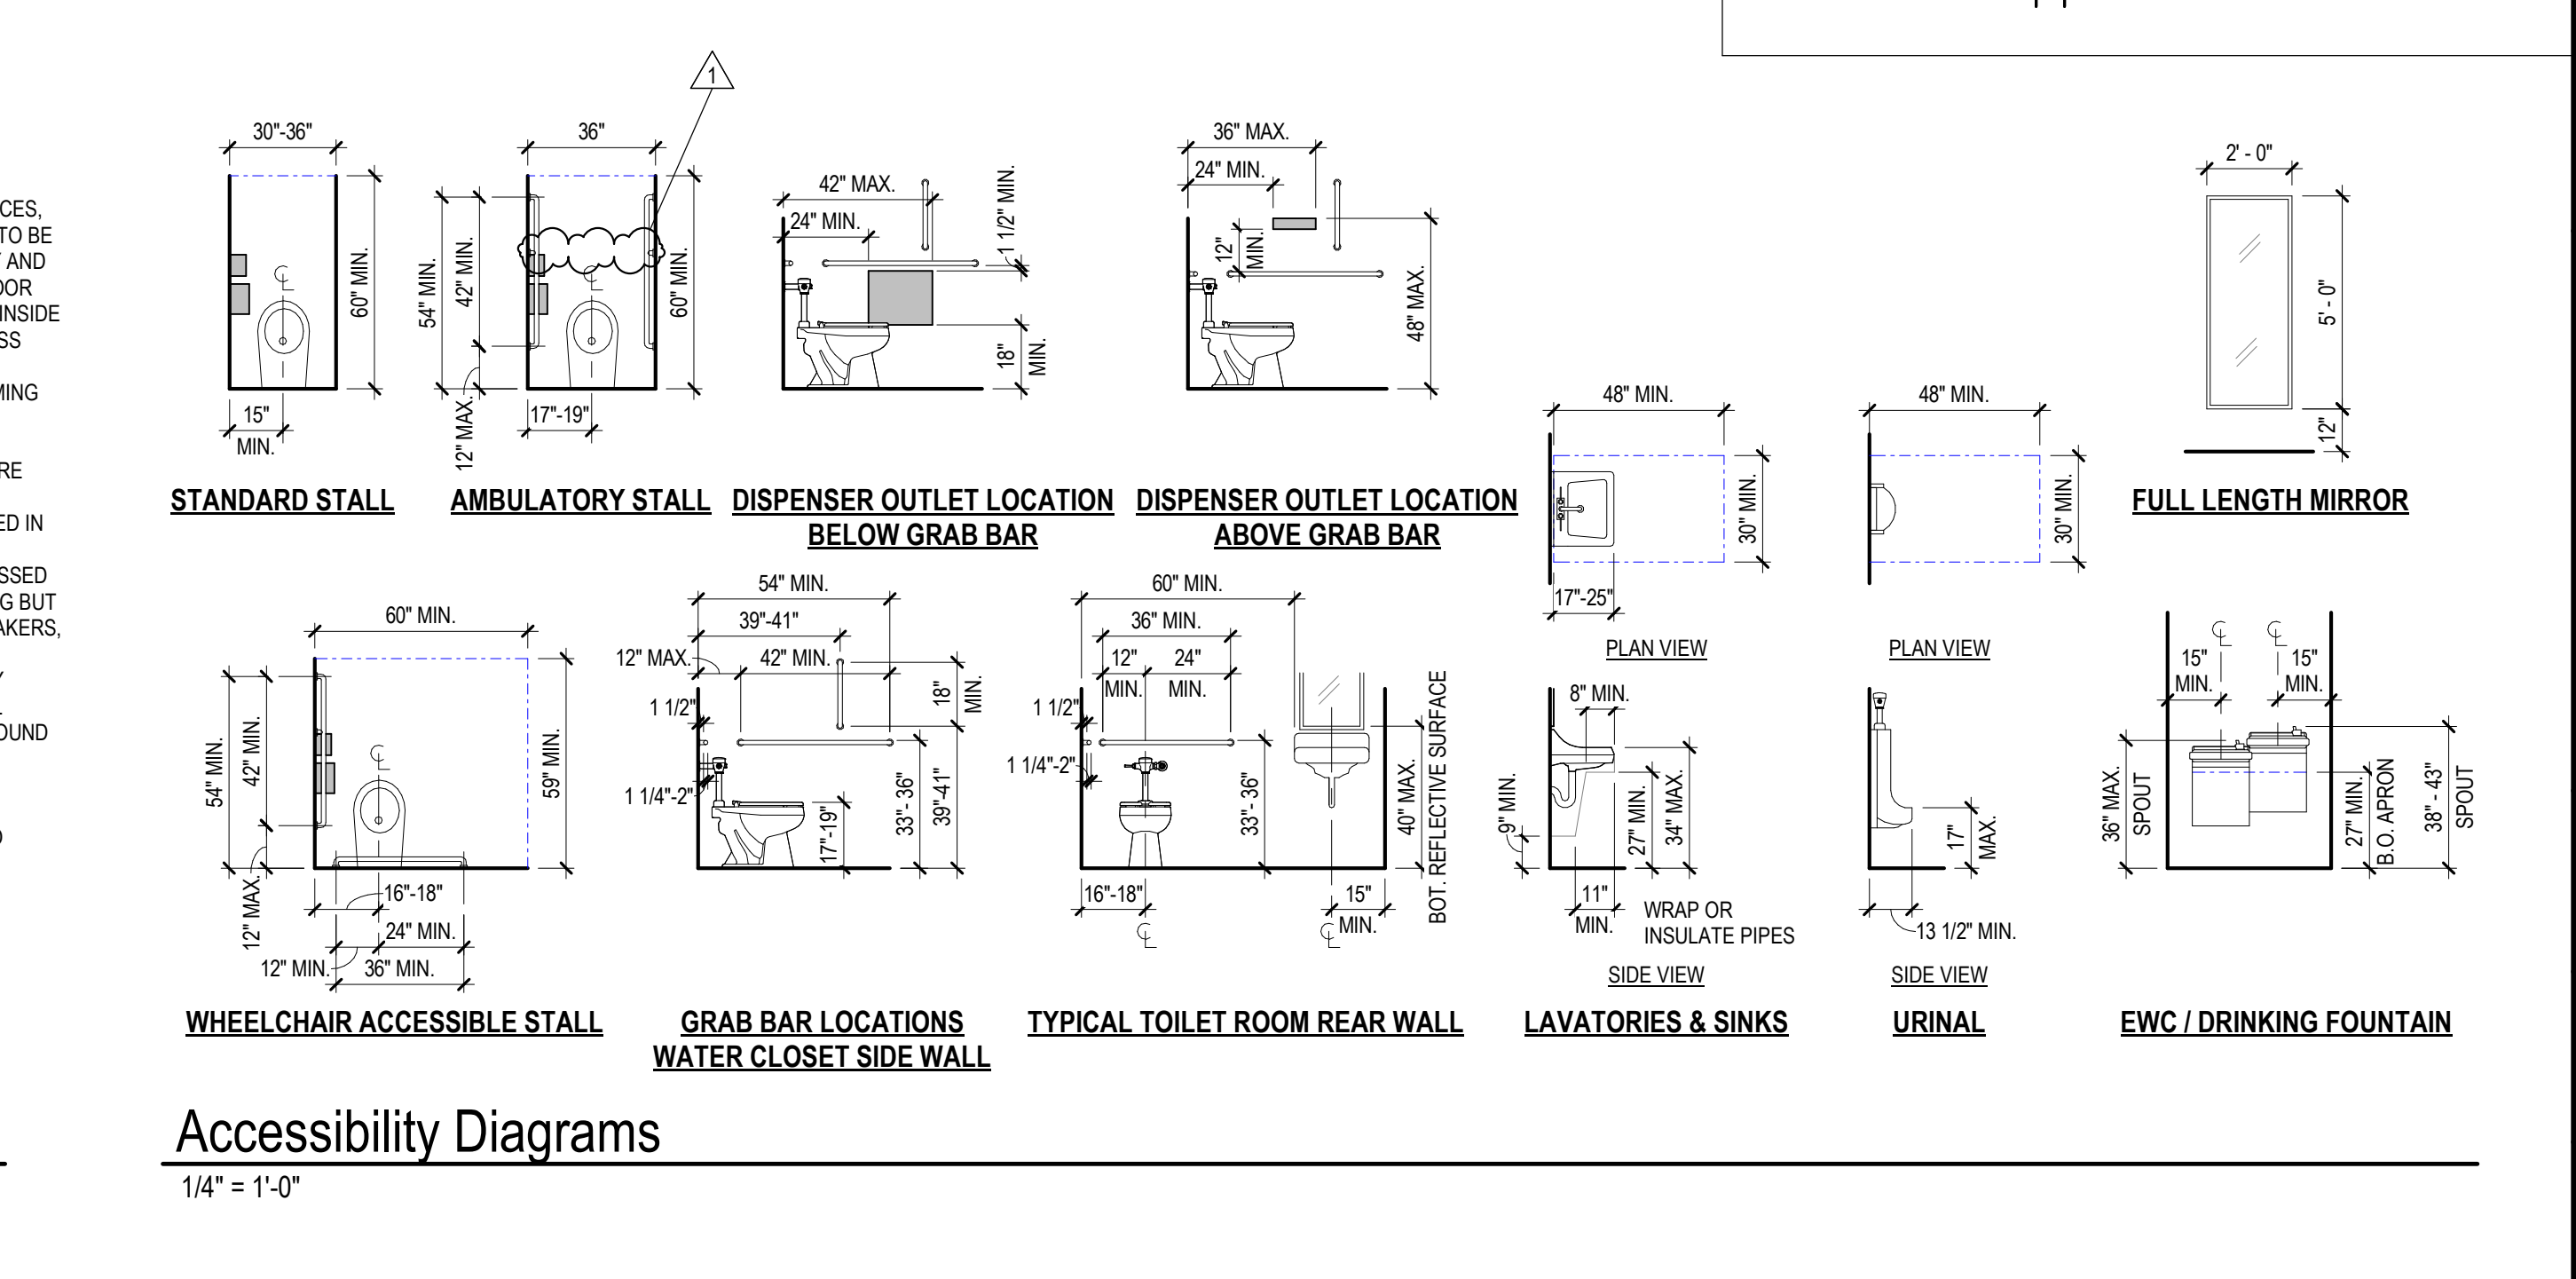 CES,
TO BE
AND
OOR
INSIDE
SS
MING
RE
ED IN
SSED
G BUT
AKERS,
OUND
1
30"-36"
60" MIN.
15"
MIN.
STANDARD STALL
36"
54" MIN.
42" MIN.
12" MAX.
60" MIN.
17"-19"
AMBULATORY STALL
42" MAX.
24" MIN.
1 1/2" MIN.
18"
MIN.
DISPENSER OUTLET LOCATION
BELOW GRAB BAR
36" MAX.
24" MIN.
12"
MIN.
48" MAX.
DISPENSER OUTLET LOCATION
ABOVE GRAB BAR
48" MIN.
30" MIN.
17"-25"
PLAN VIEW
48" MIN.
30" MIN.
PLAN VIEW
2' - 0"
5' - 0"
12"
FULL LENGTH MIRROR
60" MIN.
54" MIN.
42" MIN.
12" MAX.
59" MIN.
16"-18"
24" MIN.
12" MIN.
36" MIN.
WHEELCHAIR ACCESSIBLE STALL
54" MIN.
39"-41"
12" MAX.
42" MIN.
18"
MIN.
1 1/2"
1 1/4"-2"
17"-19"
33"- 36"
39"-41"
GRAB BAR LOCATIONS
WATER CLOSET SIDE WALL
60" MIN.
36" MIN.
12"
MIN.
24"
MIN.
1 1/2"
1 1/4"-2"
33"- 36"
40" MAX.
BOT. REFLECTIVE SURFACE
16"-18"
15"
MIN.
TYPICAL TOILET ROOM REAR WALL
8" MIN.
9" MIN.
27" MIN.
34" MAX.
11"
MIN.
WRAP OR
INSULATE PIPES
SIDE VIEW
LAVATORIES & SINKS
17"
MAX.
13 1/2" MIN.
SIDE VIEW
URINAL
15"
MIN.
15"
MIN.
36" MAX.
SPOUT
27" MIN.
B.O. APRON
38" - 43"
SPOUT
EWC / DRINKING FOUNTAIN
Accessibility Diagrams
1/4" = 1'-0"